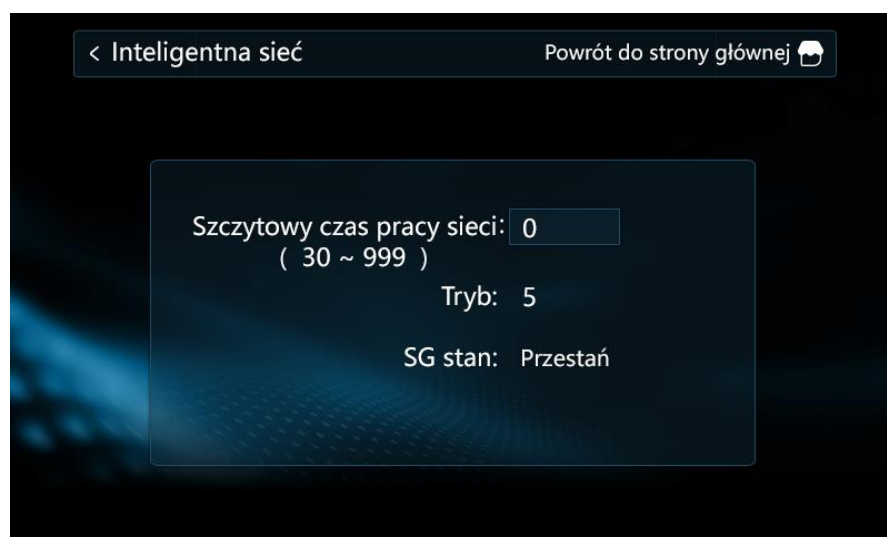 < Inteligentna sieć
Powrót do strony głównej
Szczytowy czas pracy sieci: 0
( 30 ~ 999 )
Tryb: 5
SG stan: Przestań